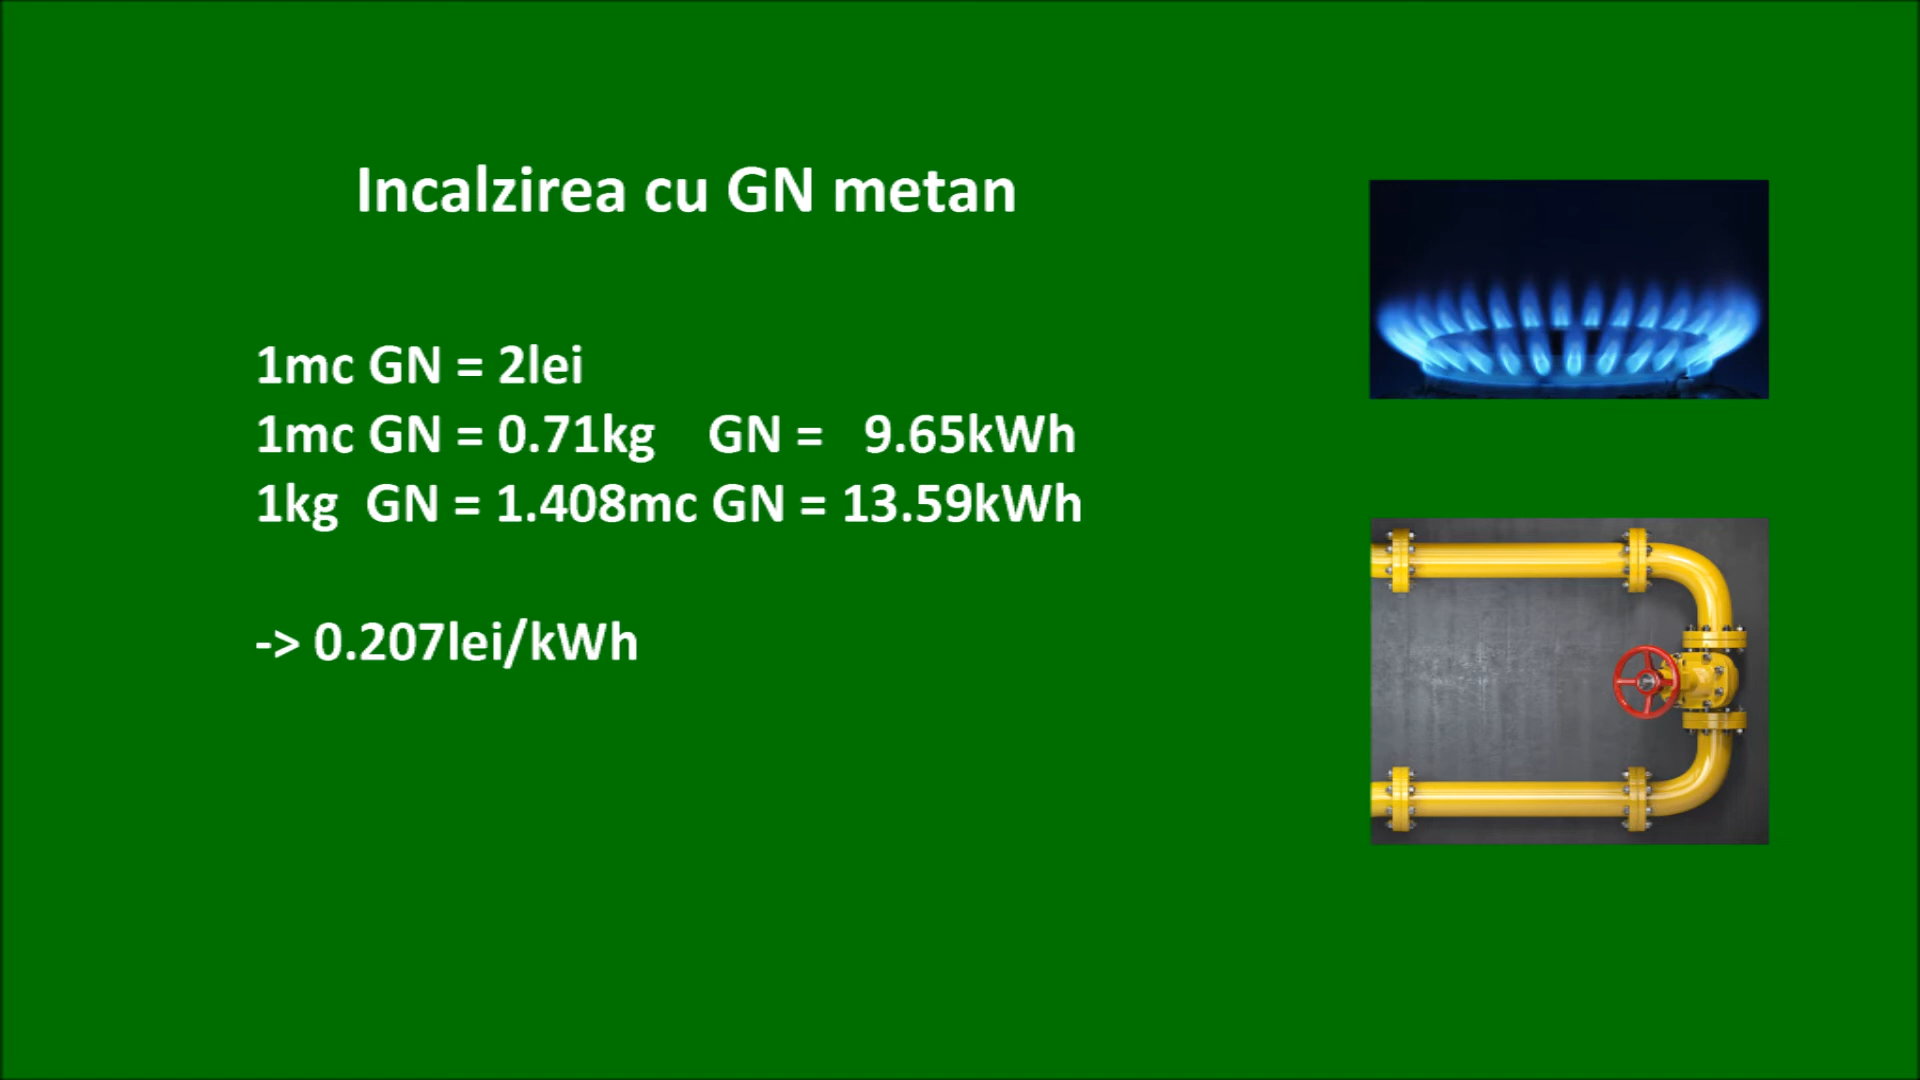 Incalzirea cu GN metan
1mc GN = 2lei
1mc GN = 0.71kg GN = 9.65kWh
1kg GN = 1.408mc GN = 13.59kWh
-> 0.207lei/kWh